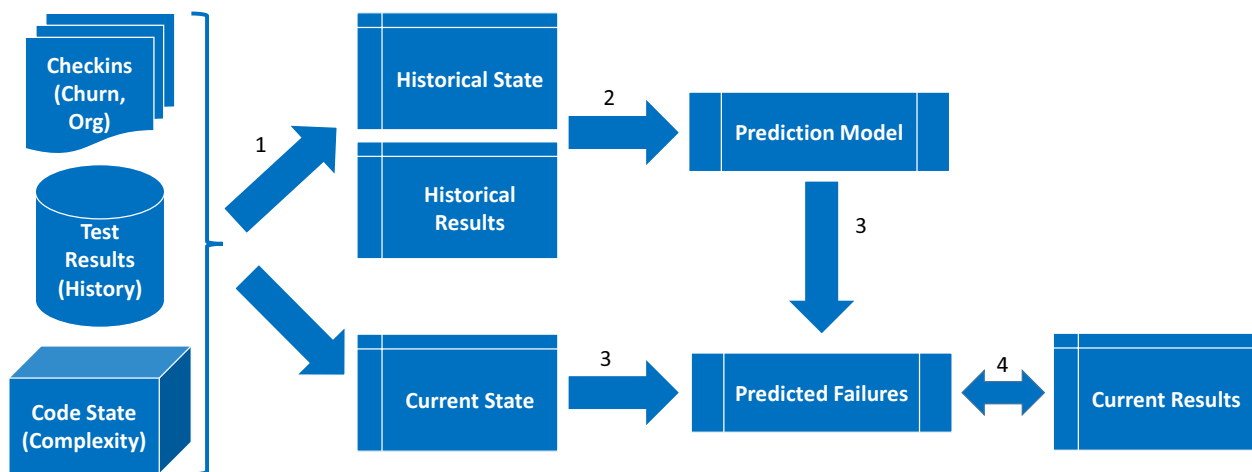 Checkins
(Churn,
Org)
Test
Results
(History)
Code State
(Complexity)
1
Historical State
Historical
Results
2
Prediction Model
3
Current State
3
Predicted Failures
4
Current Results